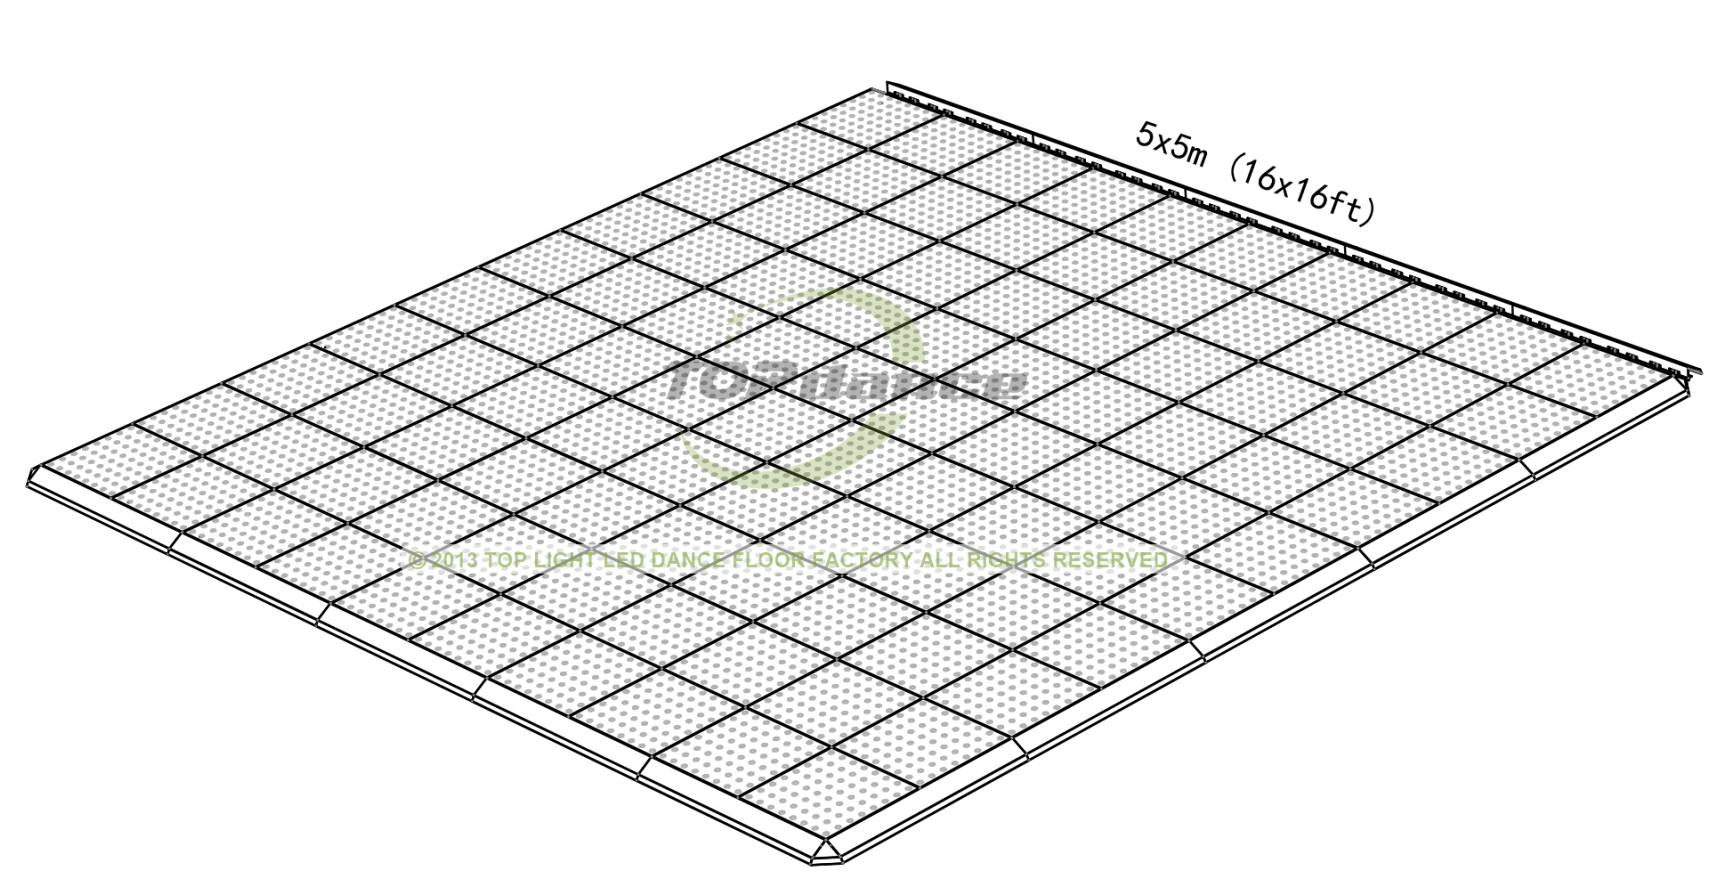 5x5m (16x16ft)
TOPdance
© 2013 TOP LIGHT LED DANCE FLOOR FACTORY ALL RIGHTS RESERVED